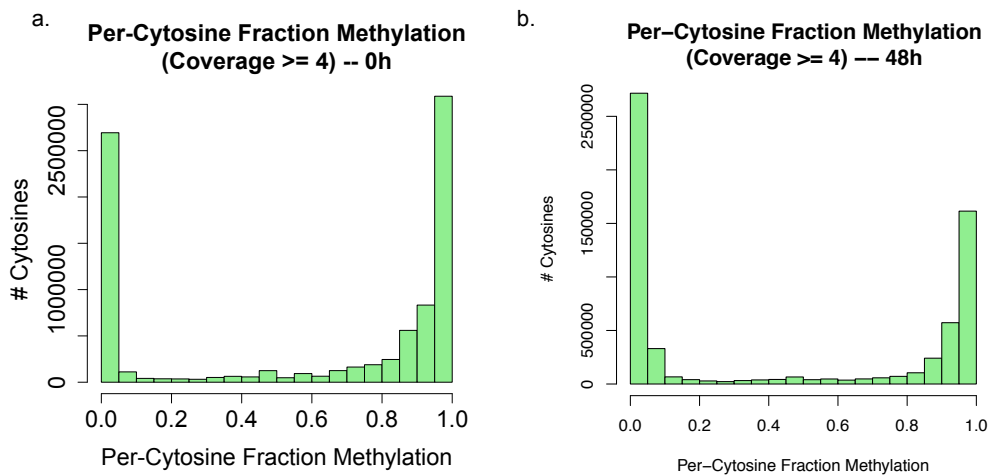 a.
Per-Cytosine Fraction Methylation
(Coverage >= 4) -- 0h
# Cytosines
0
1000000
2500000
0.0 0.2 0.4 0.6 0.8 1.0
Per-Cytosine Fraction Methylation
b.
Per−Cytosine Fraction Methylation
(Coverage >= 4) −− 48h
# Cytosines
0
500000
1500000
2500000
0.0 0.2 0.4 0.6 0.8 1.0
Per−Cytosine Fraction Methylation